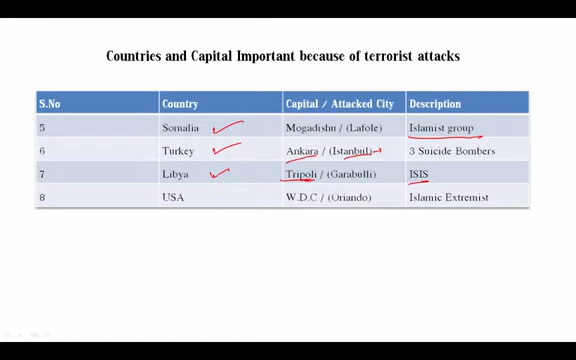 Countries and Capital Important because of terrorist attacks
S.No Country Capital / Attacked City Description
5 Somalia Mogadishu / (Lafole) Islamist group
6 Turkey Ankara / (Istanbul) 3 Suicide Bombers
7 Libya Tripoli / (Garabulli) ISIS
8 USA W.D.C / (Orlando) Islamic Extremist